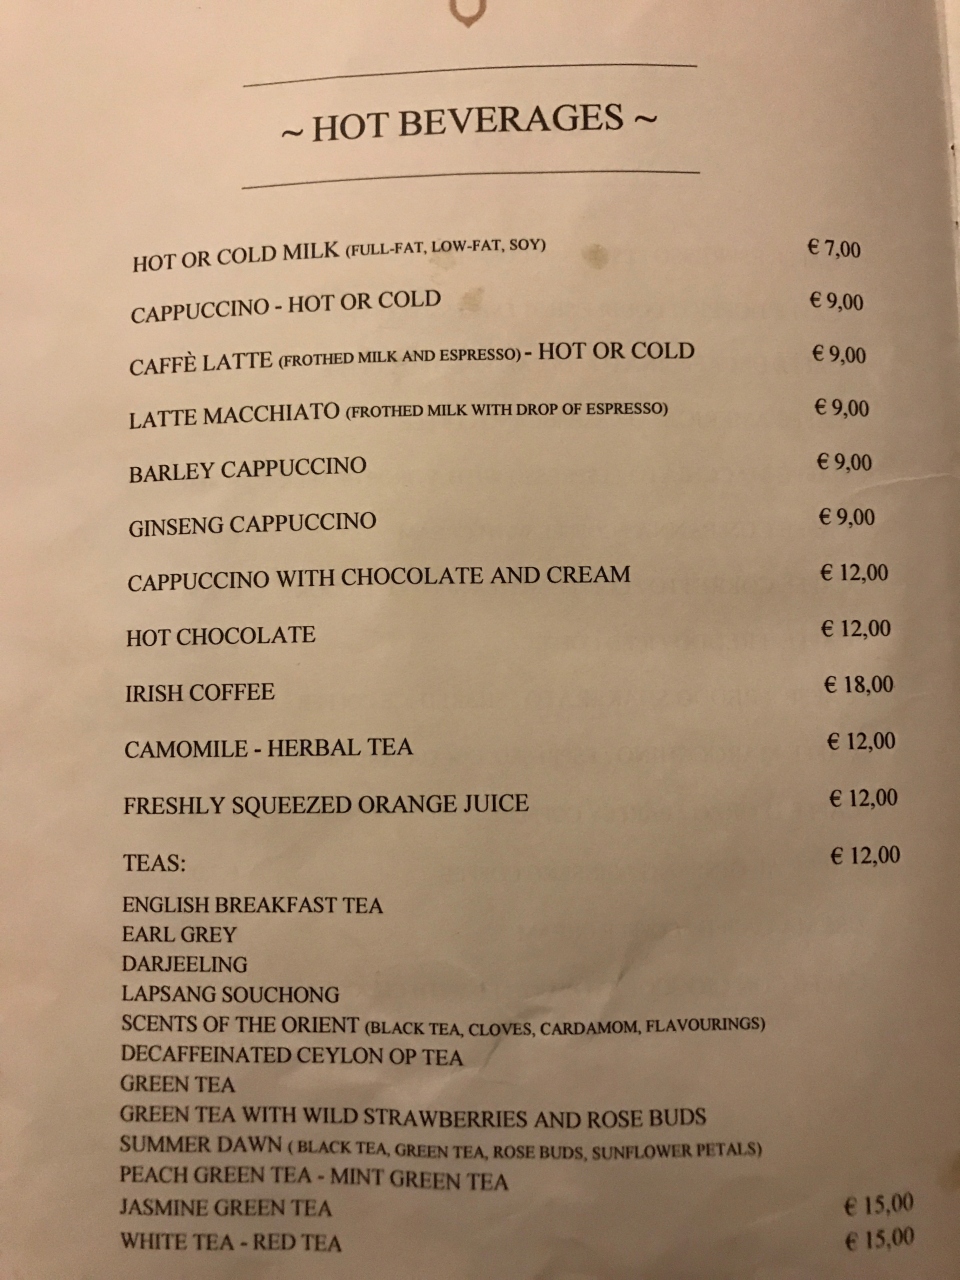 ~ HOT BEVERAGES ~
HOT OR COLD MILK (FULL-FAT, LOW-FAT, SOY) € 7,00
CAPPUCCINO - HOT OR COLD € 9,00
CAFFÈ LATTE (FROTHED MILK AND ESPRESSO) - HOT OR COLD € 9,00
LATTE MACCHIATO (FROTHED MILK WITH DROP OF ESPRESSO) € 9,00
BARLEY CAPPUCCINO € 9,00
GINSENG CAPPUCCINO € 9,00
CAPPUCCINO WITH CHOCOLATE AND CREAM € 12,00
HOT CHOCOLATE € 12,00
IRISH COFFEE € 18,00
CAMOMILE - HERBAL TEA € 12,00
FRESHLY SQUEEZED ORANGE JUICE € 12,00
TEAS: € 12,00
ENGLISH BREAKFAST TEA
EARL GREY
DARJEELING
LAPSANG SOUCHONG
SCENTS OF THE ORIENT (BLACK TEA, CLOVES, CARDAMOM, FLAVOURINGS)
DECAFFEINATED CEYLON OP TEA
GREEN TEA
GREEN TEA WITH WILD STRAWBERRIES AND ROSE BUDS
SUMMER DAWN ( BLACK TEA, GREEN TEA, ROSE BUDS, SUNFLOWER PETALS)
PEACH GREEN TEA - MINT GREEN TEA
JASMINE GREEN TEA € 15,00
WHITE TEA - RED TEA € 15,00